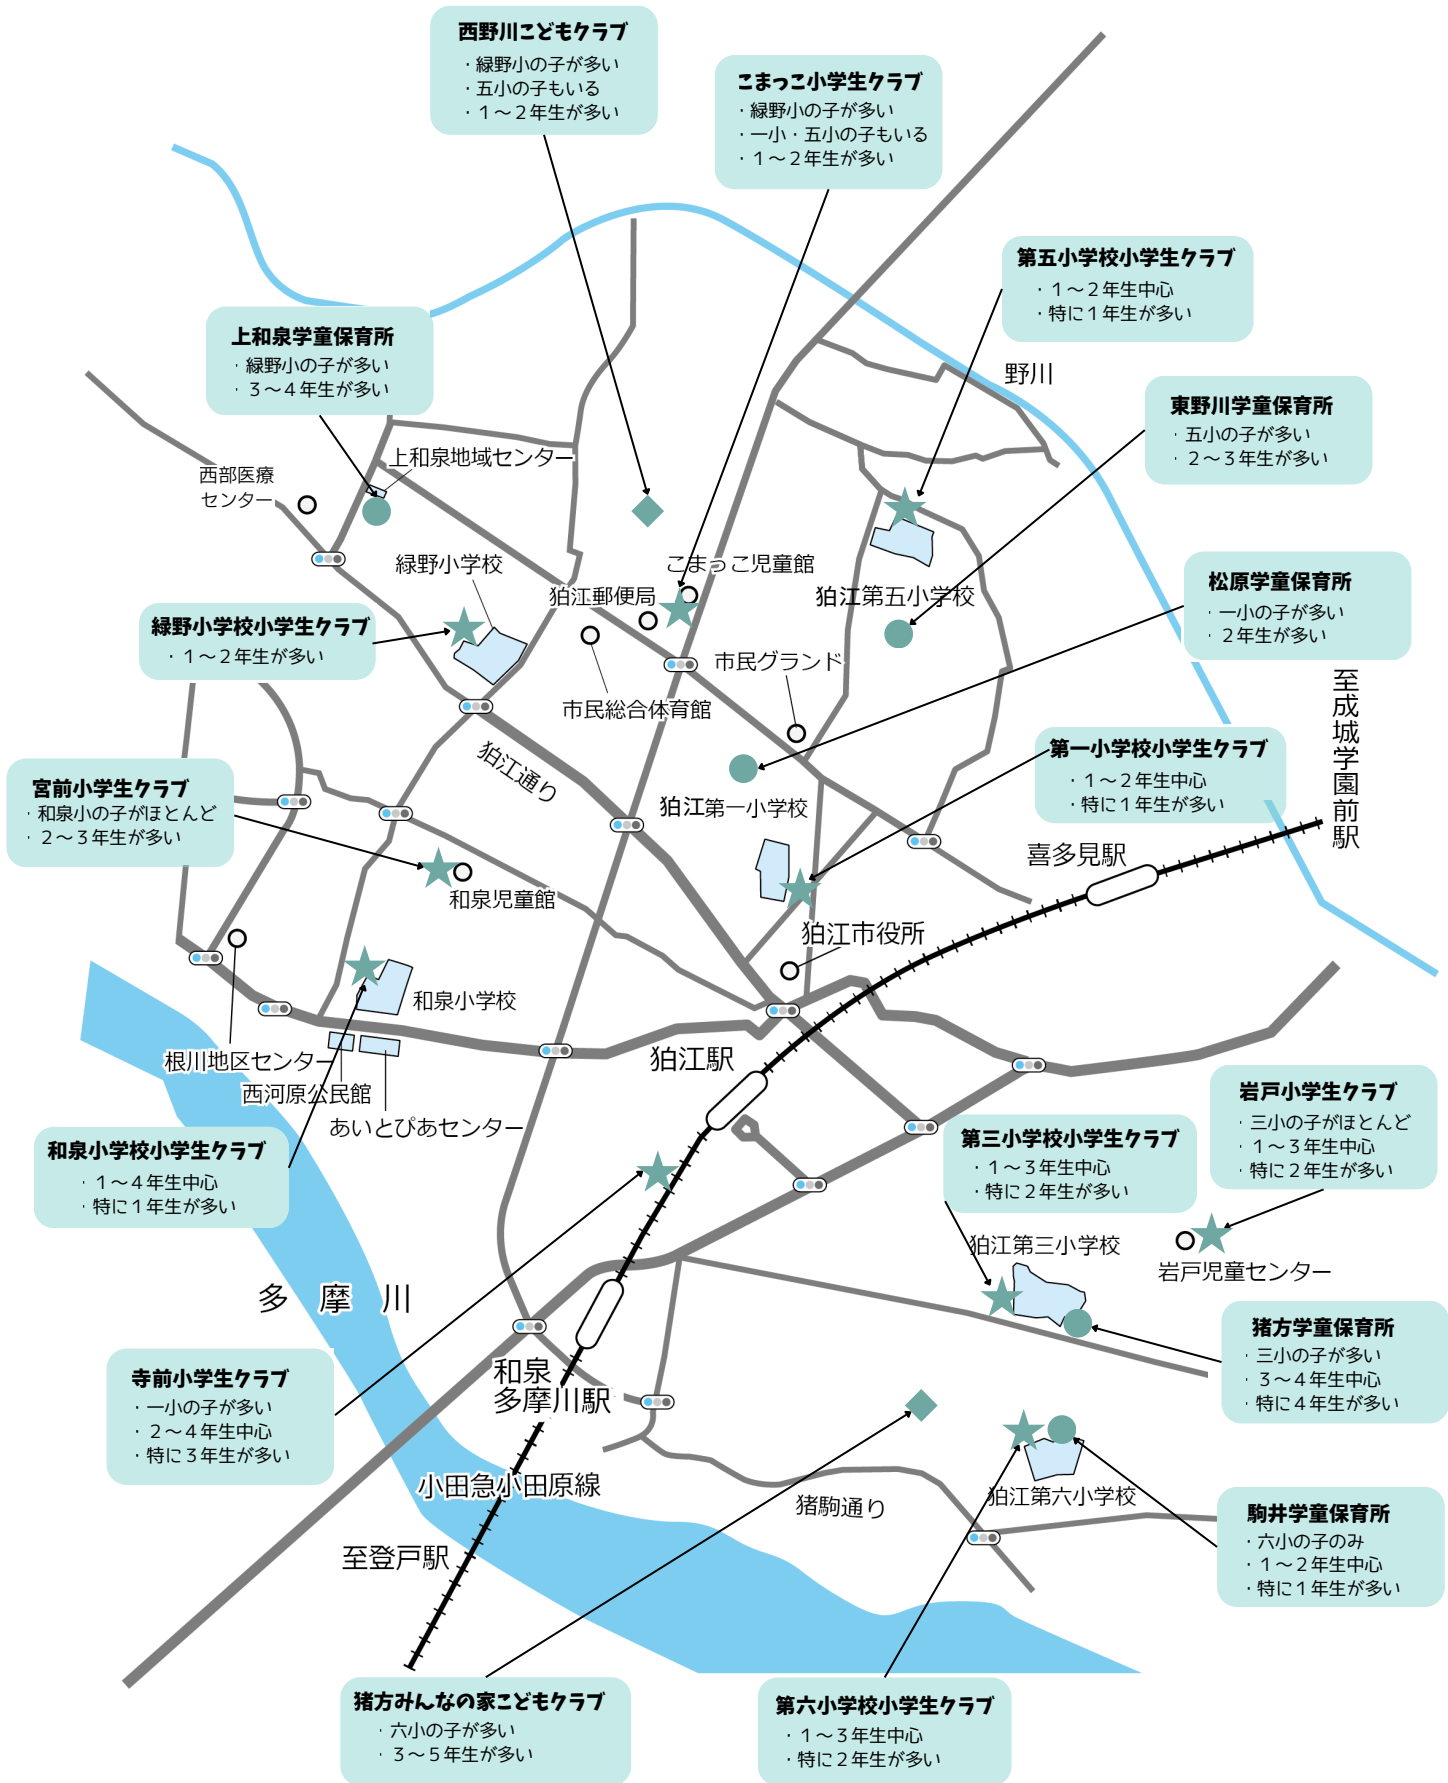 西野川こどもクラブ
・緑野小の子が多い
・五小の子もいる
・１～２年生が多い
こまっこ小学生クラブ
・緑野小の子が多い
・一小・五小の子もいる
・１～２年生が多い
第五小学校小学生クラブ
・１～２年生中心
・特に１年生が多い
上和泉学童保育所
・緑野小の子が多い
・３～４年生が多い
野川
東野川学童保育所
・五小の子が多い
・２～３年生が多い
上和泉地域センター
西部医療
センター
緑野小学校
こまっこ児童館
狛江郵便局
狛江第五小学校
松原学童保育所
・一小の子が多い
・２年生が多い
緑野小学校小学生クラブ
・１～２年生が多い
市民グランド
市民総合体育館
至成城学園前駅
狛江通り
第一小学校小学生クラブ
・１～２年生中心
・特に１年生が多い
宮前小学生クラブ
・和泉小の子がほとんど
・２～３年生が多い
狛江第一小学校
喜多見駅
和泉児童館
狛江市役所
和泉小学校
根川地区センター
狛江駅
西河原公民館
あいとぴあセンター
岩戸小学生クラブ
・三小の子がほとんど
・１～３年生中心
・特に２年生が多い
和泉小学校小学生クラブ
・１～４年生中心
・特に１年生が多い
第三小学校小学生クラブ
・１～３年生中心
・特に２年生が多い
狛江第三小学校
岩戸児童センター
多摩川
猪方学童保育所
・三小の子が多い
・３～４年生中心
・特に４年生が多い
寺前小学生クラブ
・一小の子が多い
・２～４年生中心
・特に３年生が多い
和泉
多摩川駅
小田急小田原線
猪駒通り
狛江第六小学校
駒井学童保育所
・六小の子のみ
・１～２年生中心
・特に１年生が多い
至登戸駅
猪方みんなの家こどもクラブ
・六小の子が多い
・３～５年生が多い
第六小学校小学生クラブ
・１～３年生中心
・特に２年生が多い